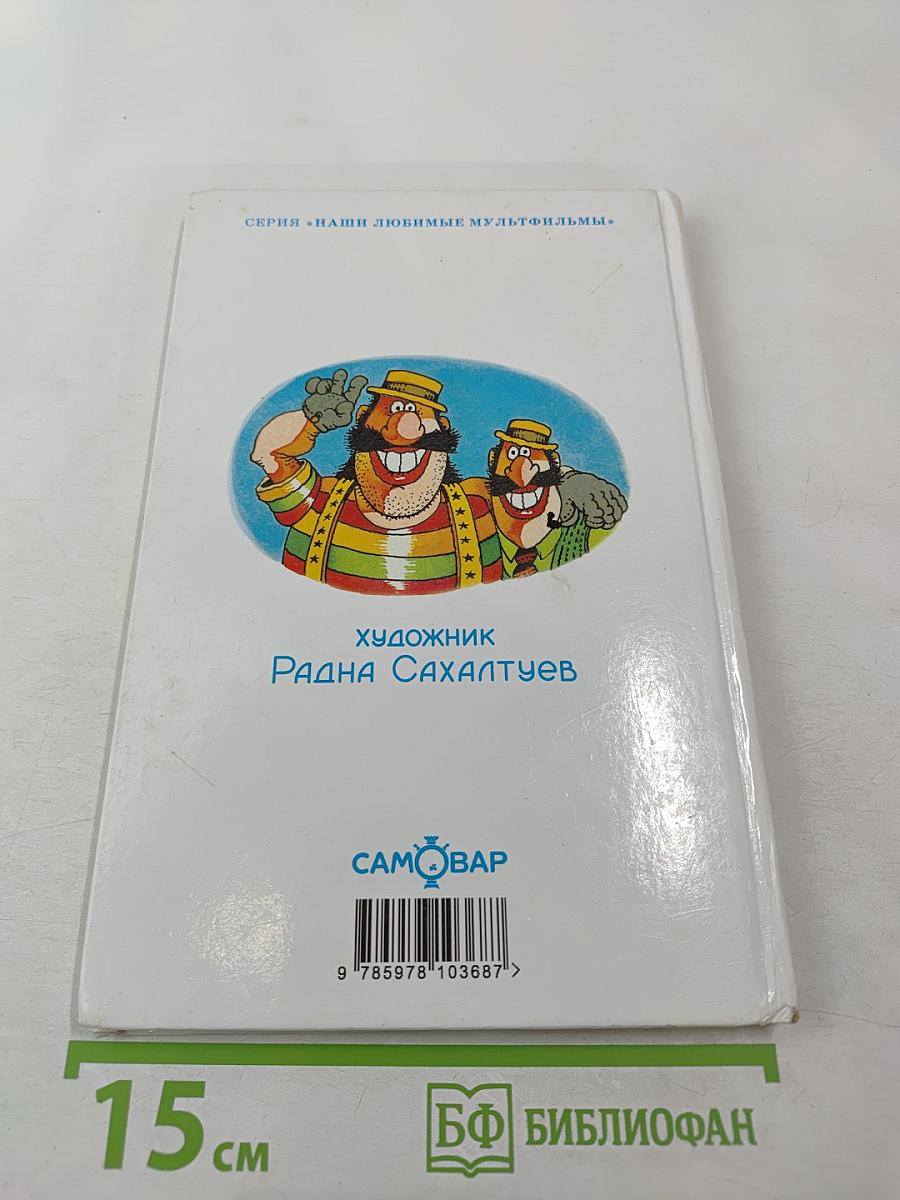 СЕРИЯ «НАШИ ЛЮБИМЫЕ МУЛЬТФИЛЬМЫ»
ХУДОЖНИК
РАДНА САХАЛТУЕВ
САМОВАР
9 785978 103687 >
15 см
БФ БИБЛИОФАН